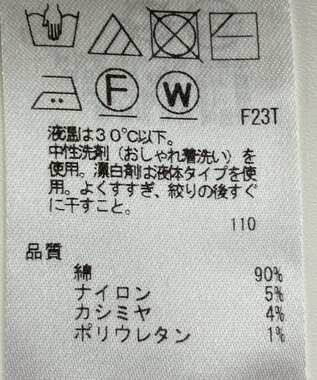 F W
F23T
液温は30℃以下。
中性洗剤(おしゃれ着洗い)を
使用。漂白剤は液体タイプを使
用。よくすすぎ、絞りの後すぐ
に干すこと。
110
品質
綿 90%
ナイロン 5%
カシミヤ 4%
ポリウレタン 1%